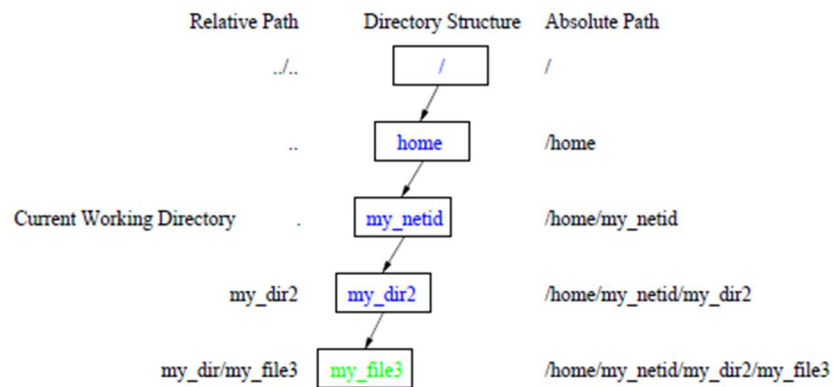 Relative Path Directory Structure Absolute Path
../.. / /
.. home /home
Current Working Directory . my_netid /home/my_netid
my_dir2 my_dir2 /home/my_netid/my_dir2
my_dir/my_file3 my_file3 /home/my_netid/my_dir2/my_file3